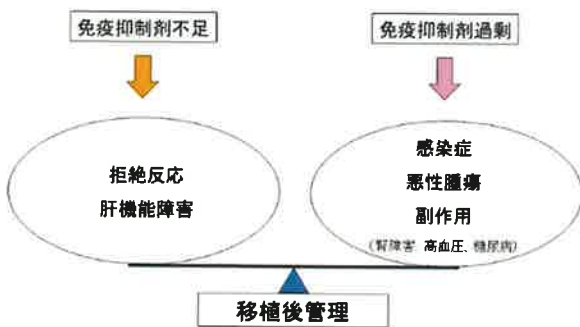 免疫抑制剤不足
免疫抑制剤過剰
拒絶反応
肝機能障害
感染症
悪性腫瘍
副作用
(腎障害 高血圧、糖尿病)
移植後管理